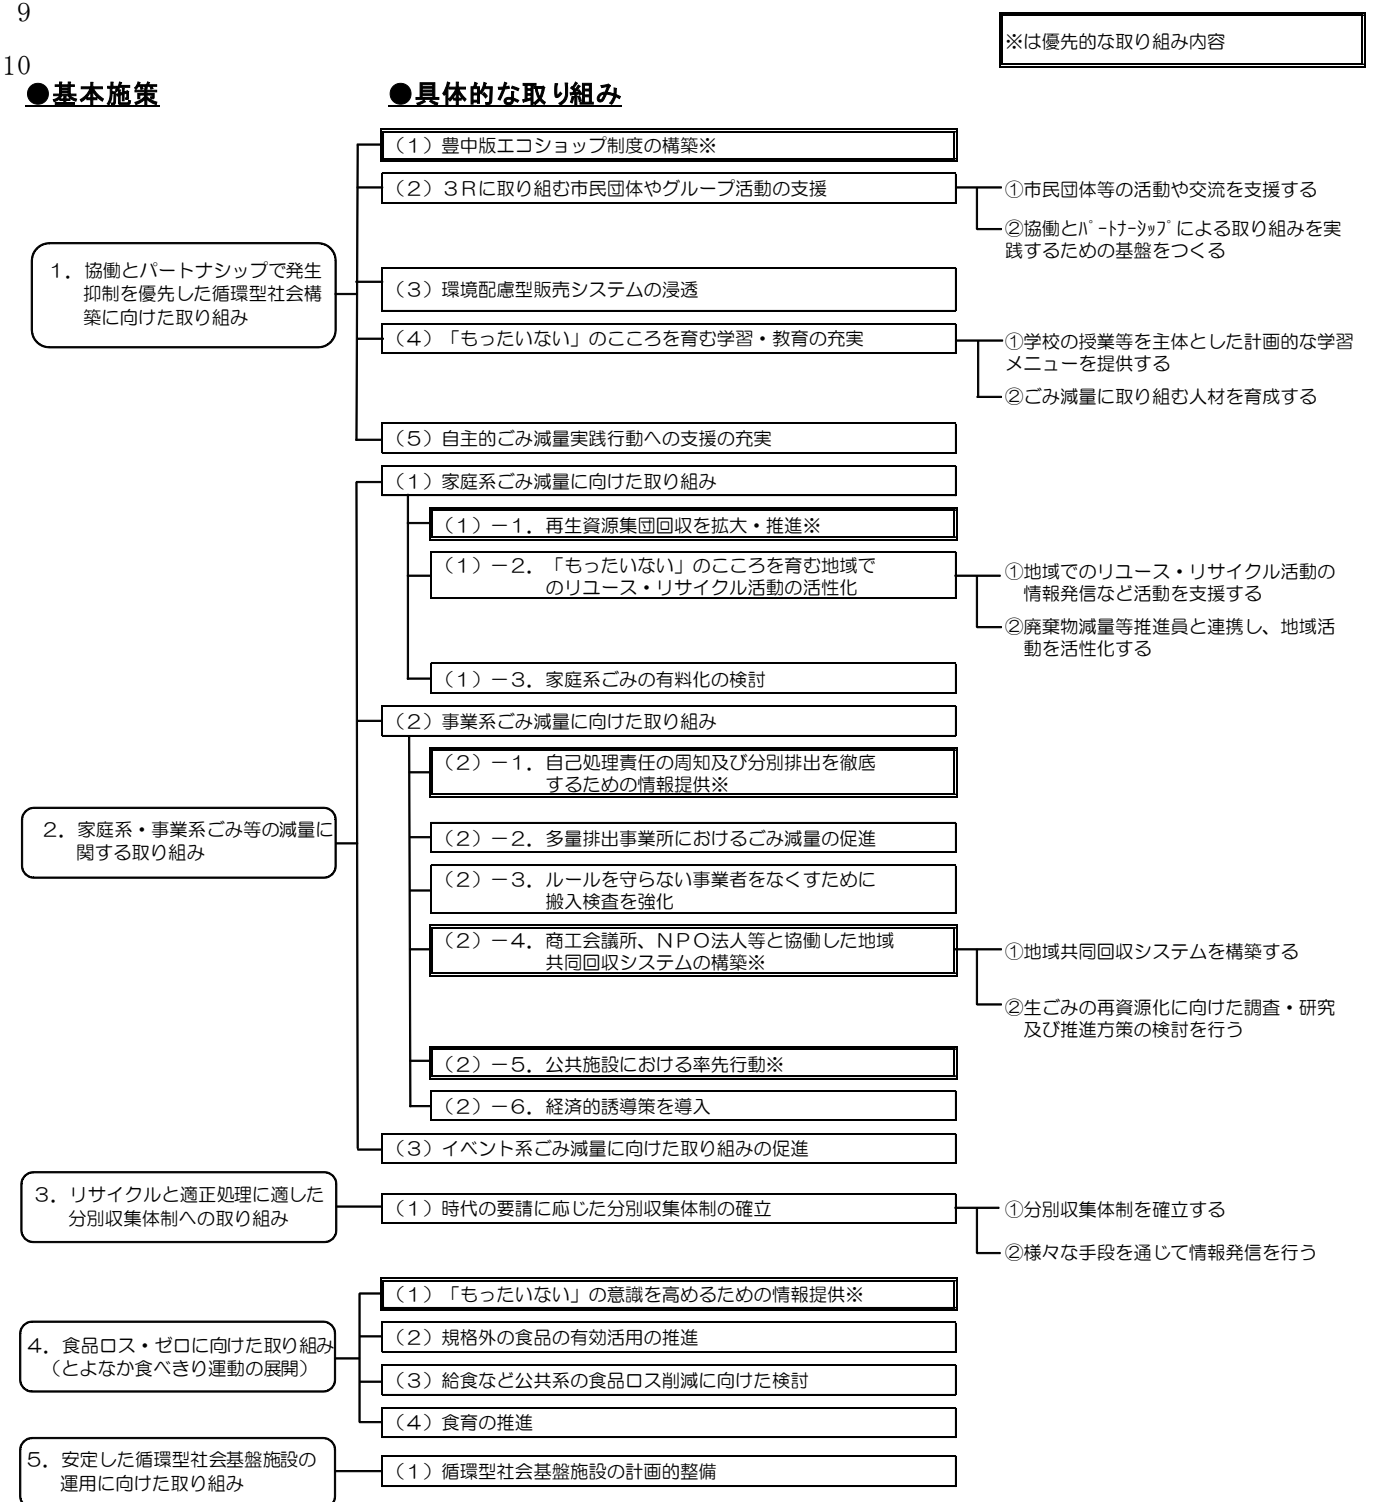 9
※は優先的な取り組み内容
10
●基本施策
●具体的な取り組み
1．協働とパートナシップで発生
抑制を優先した循環型社会構
築に向けた取り組み
（1）豊中版エコショップ制度の構築※
（2）3Rに取り組む市民団体やグループ活動の支援
①市民団体等の活動や交流を支援する
②協働とﾊﾟｰﾄﾅｰｼｯﾌﾟによる取り組みを実
践するための基盤をつくる
（3）環境配慮型販売システムの浸透
（4）「もったいない」のこころを育む学習・教育の充実
①学校の授業等を主体とした計画的な学習
メニューを提供する
②ごみ減量に取り組む人材を育成する
（5）自主的ごみ減量実践行動への支援の充実
2．家庭系・事業系ごみ等の減量に
関する取り組み
（1）家庭系ごみ減量に向けた取り組み
（1）－1．再生資源集団回収を拡大・推進※
（1）－2．「もったいない」のこころを育む地域で
のリユース・リサイクル活動の活性化
①地域でのリユース・リサイクル活動の
情報発信など活動を支援する
②廃棄物減量等推進員と連携し、地域活
動を活性化する
（1）－3．家庭系ごみの有料化の検討
（2）事業系ごみ減量に向けた取り組み
（2）－1．自己処理責任の周知及び分別排出を徹底
するための情報提供※
（2）－2．多量排出事業所におけるごみ減量の促進
（2）－3．ルールを守らない事業者をなくすために
搬入検査を強化
（2）－4．商工会議所、NPO法人等と協働した地域
共同回収システムの構築※
①地域共同回収システムを構築する
②生ごみの再資源化に向けた調査・研究
及び推進方策の検討を行う
（2）－5．公共施設における率先行動※
（2）－6．経済的誘導策を導入
（3）イベント系ごみ減量に向けた取り組みの促進
3．リサイクルと適正処理に適した
分別収集体制への取り組み
（1）時代の要請に応じた分別収集体制の確立
①分別収集体制を確立する
②様々な手段を通じて情報発信を行う
4．食品ロス・ゼロに向けた取り組み
（とよなか食べきり運動の展開）
（1）「もったいない」の意識を高めるための情報提供※
（2）規格外の食品の有効活用の推進
（3）給食など公共系の食品ロス削減に向けた検討
（4）食育の推進
5．安定した循環型社会基盤施設の
運用に向けた取り組み
（1）循環型社会基盤施設の計画的整備